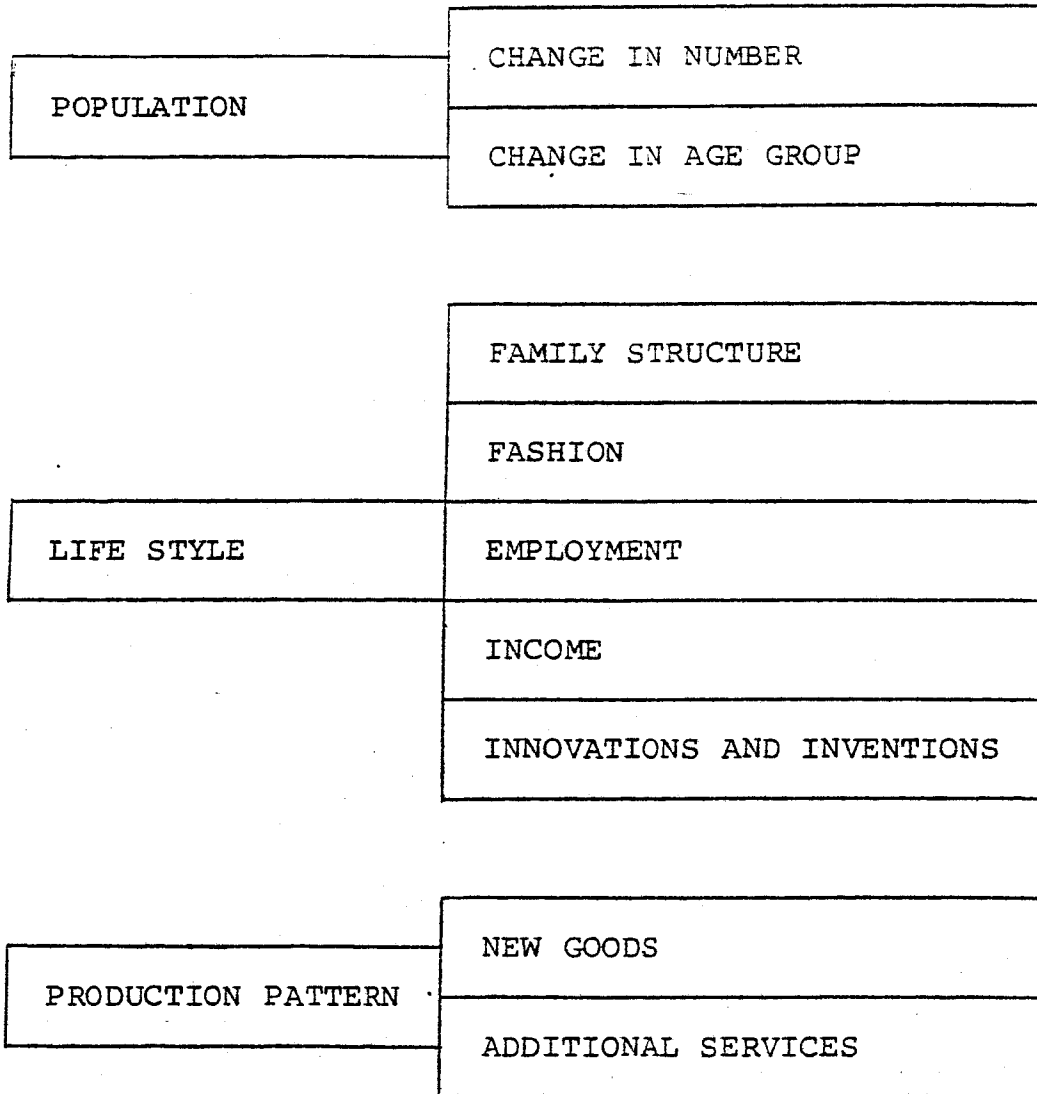 CHANGE IN NUMBER
POPULATION
CHANGE IN AGE GROUP
FAMILY STRUCTURE
FASHION
LIFE STYLE
EMPLOYMENT
INCOME
INNOVATIONS AND INVENTIONS
NEW GOODS
PRODUCTION PATTERN
ADDITIONAL SERVICES